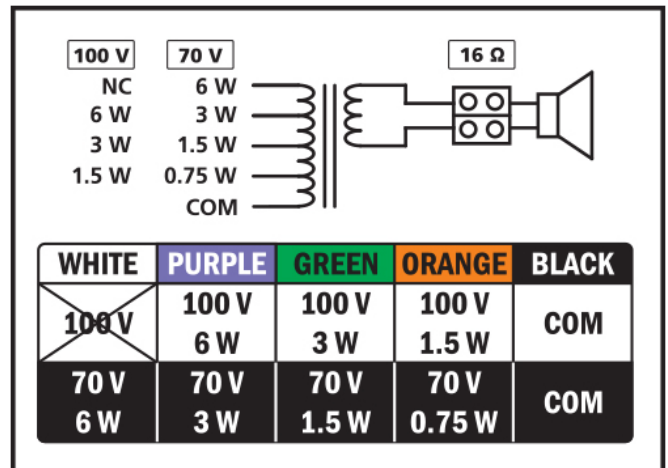 100 V 70 V 16 Ω
NC 6 W
6 W 3 W
3 W 1.5 W
1.5 W 0.75 W
COM
WHITE PURPLE GREEN ORANGE BLACK
100 V 100 V 100 V 100 V COM
6 W 3 W 1.5 W
70 V 70 V 70 V 70 V COM
6 W 3 W 1.5 W 0.75 W